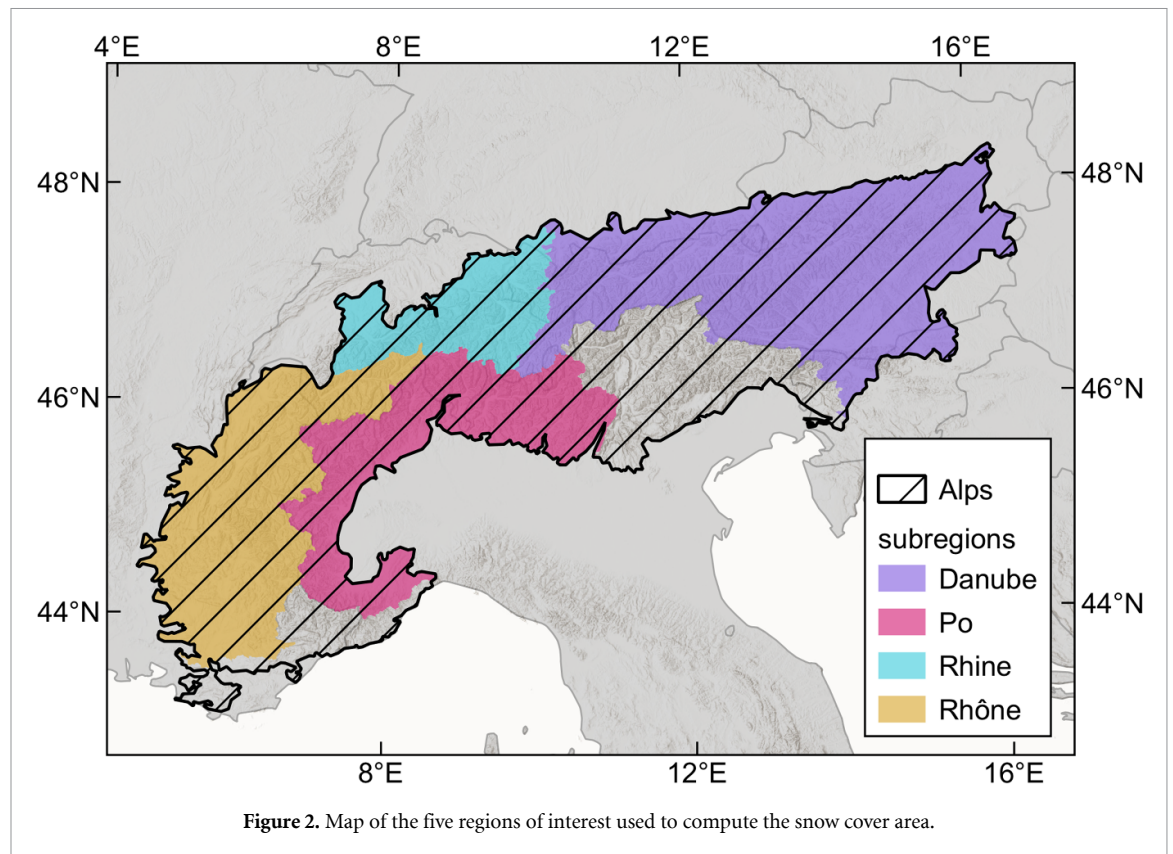 4°E 8°E 12°E 16°E
48°N 48°N
46°N 46°N
Alps
subregions
Danube
44°N 44°N
Po
Rhine
Rhône
8°E 12°E 16°E
Figure 2. Map of the five regions of interest used to compute the snow cover area.